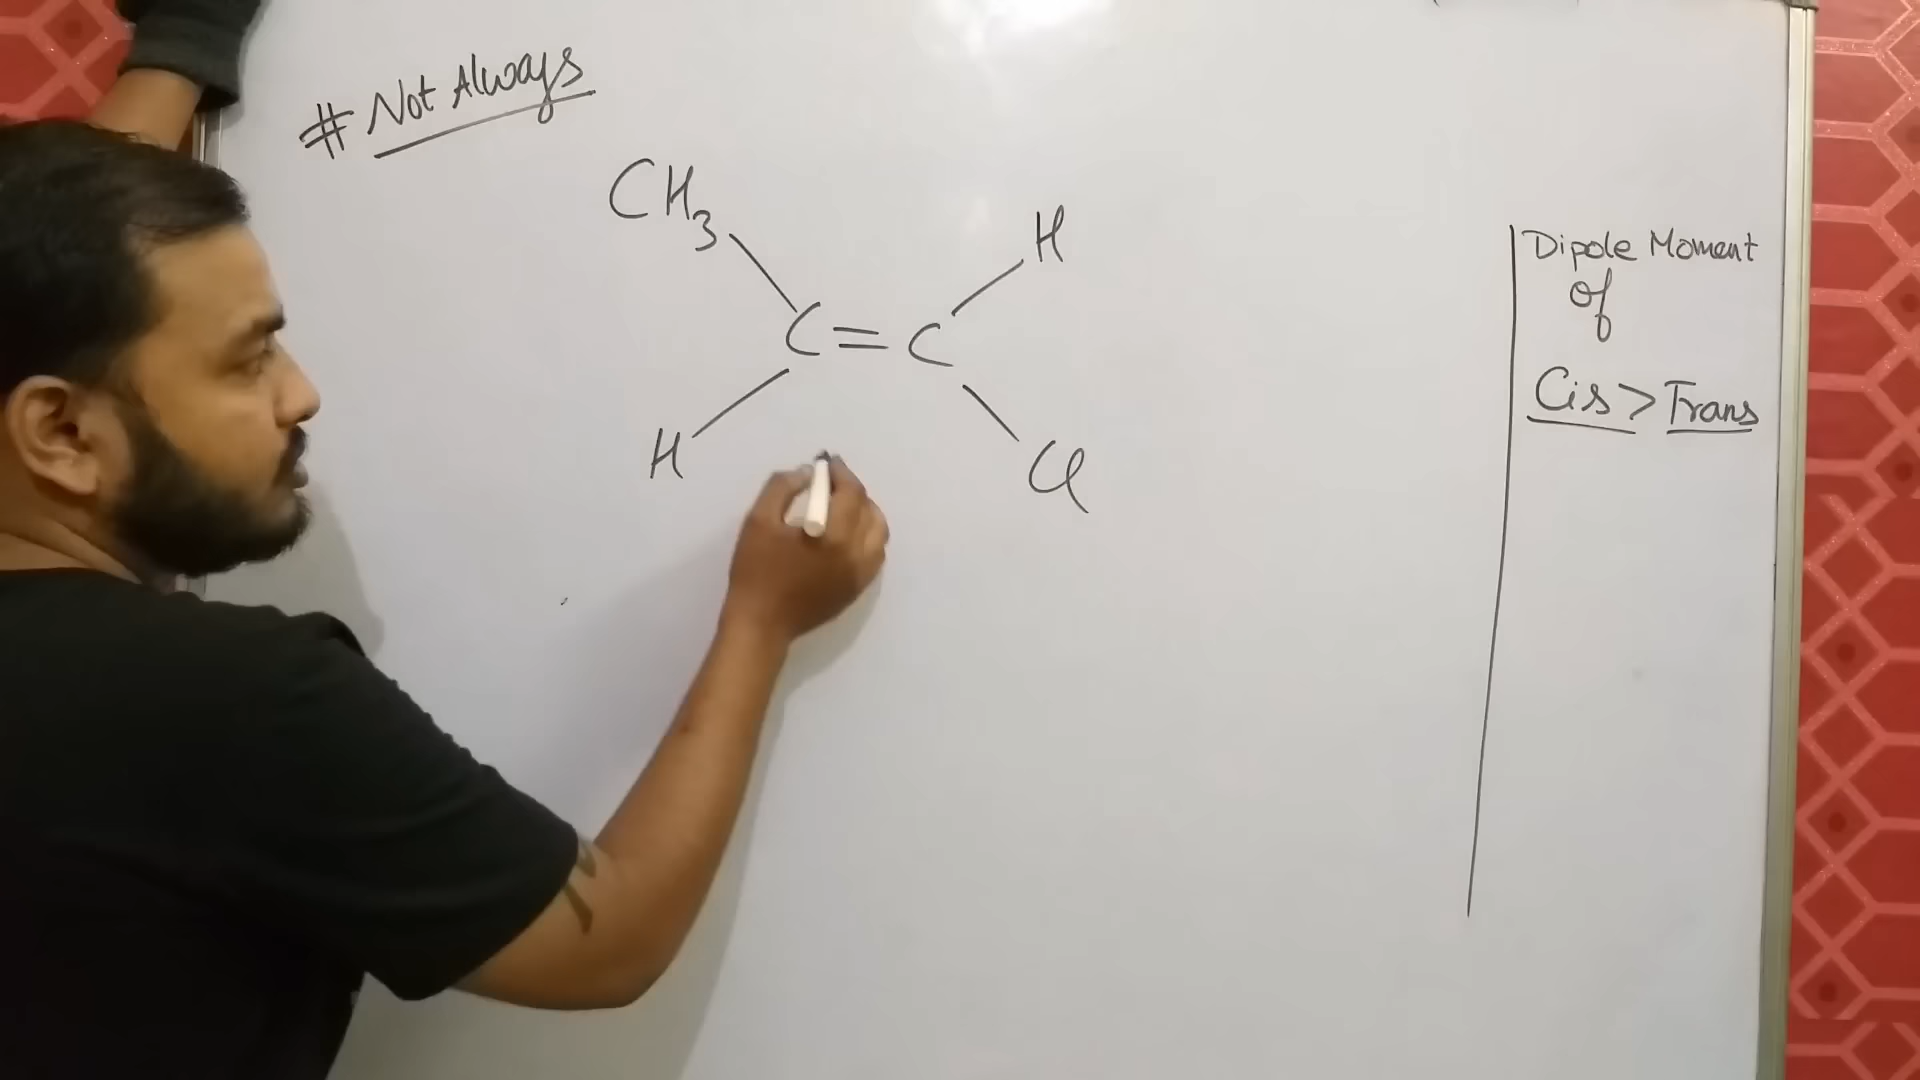 # Not Always
CH3
H
C = C
H
Cl
Dipole Moment
of
Cis > Trans